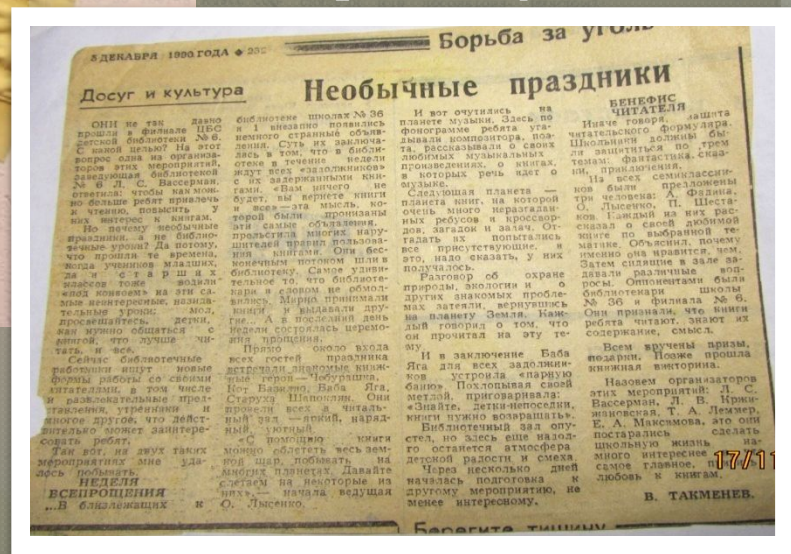 5 ДЕКАБРЯ 1990 ГОДА ◆ 232
Борьба за
Досуг и культура
Необычные праздники
ОНИ не так давно
прошли в филиале ЦБС
детской библиотеки № 6.
С какой целью? На этот
вопрос одна из организа-
торов этих мероприятий,
заведующая библиотекой
№ 6 Л. С. Вассерман,
ответила: чтобы как мож-
но больше ребят привлечь
к чтению, повысить у
них интерес к книгам.
Но почему необычные
праздники, а не библио-
течные уроки? Да потому,
что прошли те времена,
когда учеников младших,
да и старших
классов тоже водили
«под конвоем» на эти са-
мые неинтересные, назида-
тельные уроки: мол,
просвещайтесь, детки,
как нужно общаться с
книгой, что лучше чи-
тать, и все.
Сейчас библиотечные
работники ищут новые
формы работы со своими
читателями, в том числе
и развлекательные пред-
ставления, утренники и
многое другое, что дейст-
вительно может заинтере-
совать ребят.
Так вот, на двух таких
мероприятиях мне уда-
лось побывать.
НЕДЕЛЯ
ВСЕПРОЩЕНИЯ
...В близлежащих к
библиотеке школах № 36
и 1 внезапно появились
немного странные объяв-
ления. Суть их заключа-
лась в том, что в библи-
отеке в течение недели
ждут всех «задолжников»
с их задержанными кни-
гами. «Вам ничего не
будет, вы вернете книги
и все» — эта мысль, ко-
торой были пронизаны
эти самые объявления,
прельстила многих нару-
шителей правил пользова-
ния книгами. Они бес-
конечным потоком шли в
библиотеку. Самое удиви-
тельное то, что библиоте-
кари и словом не обмол-
вились. Мирно принимали
книги и выдавали дру-
гие. А в последний день
недели состоялась церемо-
ния прощения.
Прямо около входа
всех гостей праздника
встречали знакомые книж-
ные герои — Чебурашка,
Кот Базилио, Баба Яга,
Старуха Шапокляк. Они
провели всех в читаль-
ный зал — яркий, наряд-
ный, уютный.
«С помощью книги
можно облететь весь зем-
ной шар, побывать на
многих планетах. Давайте
слетаем на некоторые из
них», — начала ведущая
О. Лысенко.
И вот очутились на
планете музыки. Здесь по
фонограмме ребята уга-
дывали композитора, поэ-
та, рассказывали о своих
любимых музыкальных
произведениях, о книгах,
в которых речь идет о
музыке.
Следующая планета —
планета книг, на которой
очень много неразгадан-
ных ребусов и кроссвор-
дов, загадок и задач. От-
гадать их попытались
все присутствующие и
это, надо сказать, у них
получалось.
Разговор об охране
природы, экологии и о
других знакомых пробле-
мах затеяли, вернувшись
на планету Земля. Каж-
дый говорил о том, что
он прочитал на эту те-
му.
И в заключение Баба
Яга для всех задолжни-
ков устроила «парную
баню». Похлопывая своей
метлой, приговаривала:
«Знайте, детки-непоседки,
книги нужно возвращать».
Библиотечный зал опу-
стел, но здесь еще надол-
го останется атмосфера
детской радости и смеха
Через несколько дней
началась подготовка к
другому мероприятию, не
менее интересному.
БЕНЕФИС
ЧИТАТЕЛЯ
Иначе говоря, защита
читательского формуляра.
Школьники должны бы-
ли защититься по трем
темам: фантастика, сказ-
ки, приключения.
Из всех семиклассни-
ков были предложены
три человека: А. Фадина,
О. Лысенко, П. Шеста-
ков. Каждый из них рас-
сказал о своей любимой
книге по выбранной те-
матике. Объяснил, почему
именно она нравится, чем.
Затем сидящие в зале за-
давали различные воп-
росы. Оппонентами были
библиотекари школы
№ 36 и филиала № 6.
Они признали, что книги
ребята читают, знают их
содержание, смысл.
Всем вручены призы,
подарки. Позже прошла
книжная викторина.
Назовем организаторов
этих мероприятий: Л. С.
Вассерман, Л. В. Кржи-
жановская, Т. А. Леммер,
Е. А. Максамова, это они
постарались сделать
школьную жизнь на-
много интереснее
самое главное,
любовь к книгам.
В. ТАКМЕНЕВ.
17/11
Берегите тишину